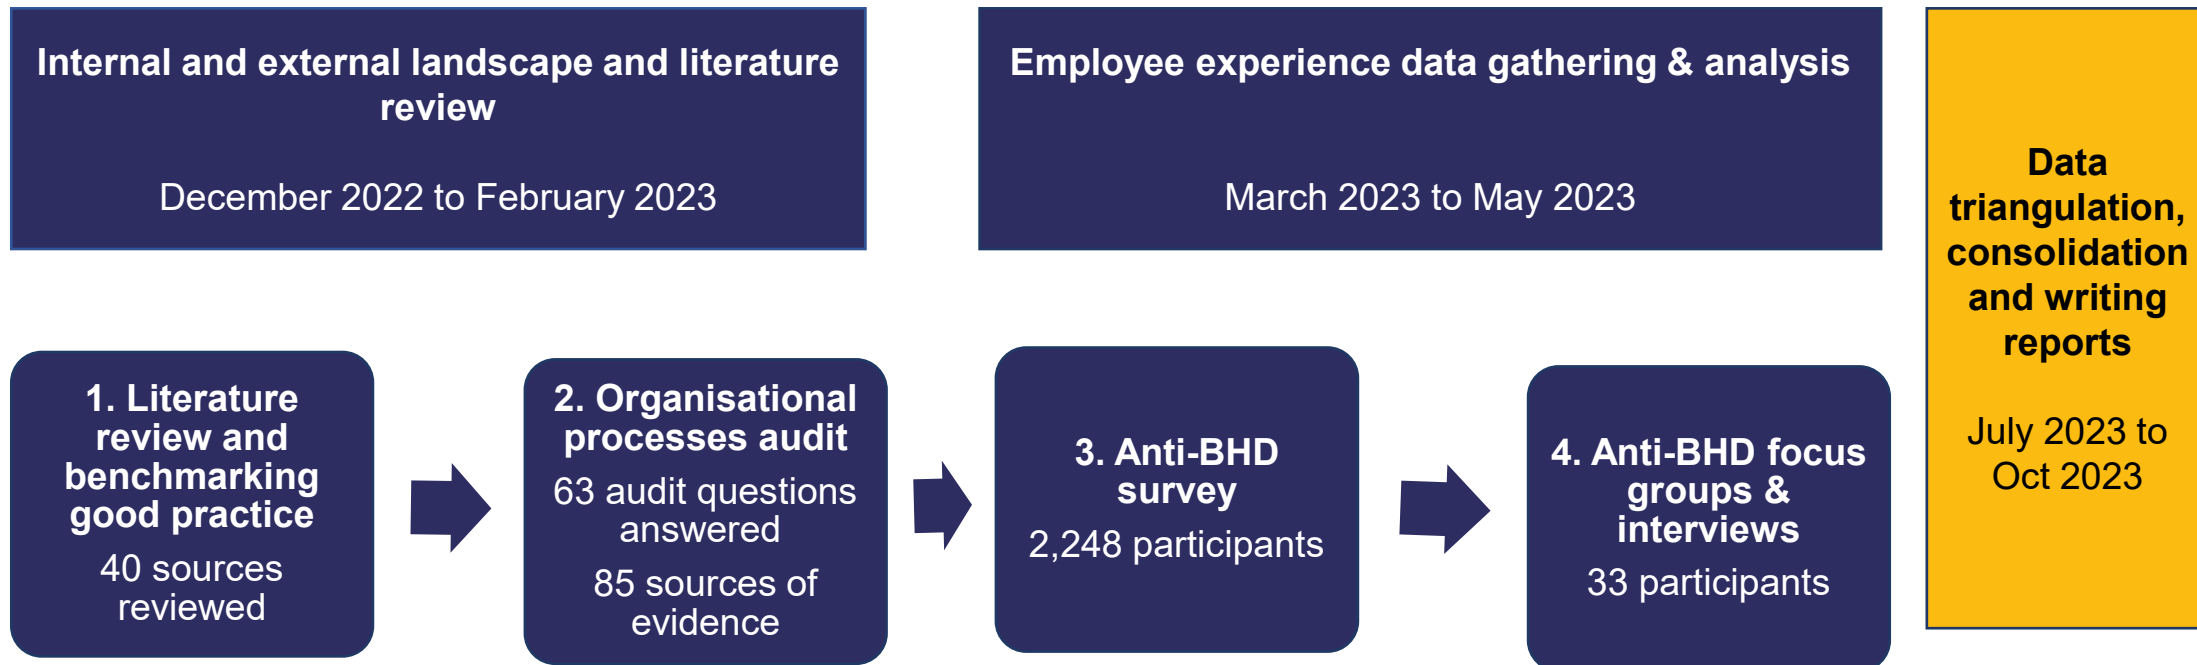 Internal and external landscape and literature
review
December 2022 to February 2023
Employee experience data gathering & analysis
March 2023 to May 2023
Data
triangulation,
consolidation
and writing
reports
July 2023 to
Oct 2023
1. Literature
review and
benchmarking
good practice
40 sources
reviewed
2. Organisational
processes audit
63 audit questions
answered
85 sources of
evidence
3. Anti-BHD
survey
2,248 participants
4. Anti-BHD focus
groups &
interviews
33 participants